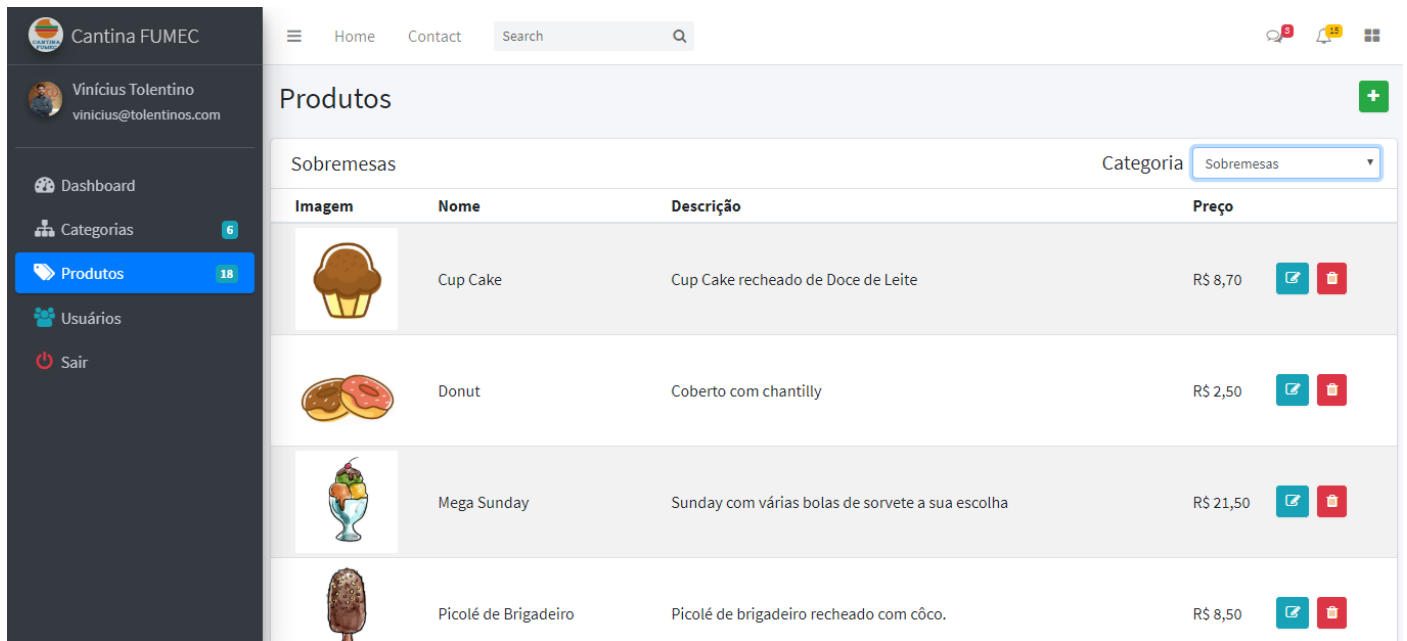 Cantina FUMEC
Home Contact Search
3
15
Vinícius Tolentino
vinicius@tolentinos.com
Dashboard
Categorias 6
Produtos 18
Usuários
Sair
Produtos
Sobremesas Categoria Sobremesas
Imagem Nome Descrição Preço
CANTINA
FUMEC
Cup Cake Cup Cake recheado de Doce de Leite R$ 8,70
Donut Coberto com chantilly R$ 2,50
Mega Sunday Sunday com várias bolas de sorvete a sua escolha R$ 21,50
Picolé de Brigadeiro Picolé de brigadeiro recheado com côco. R$ 8,50